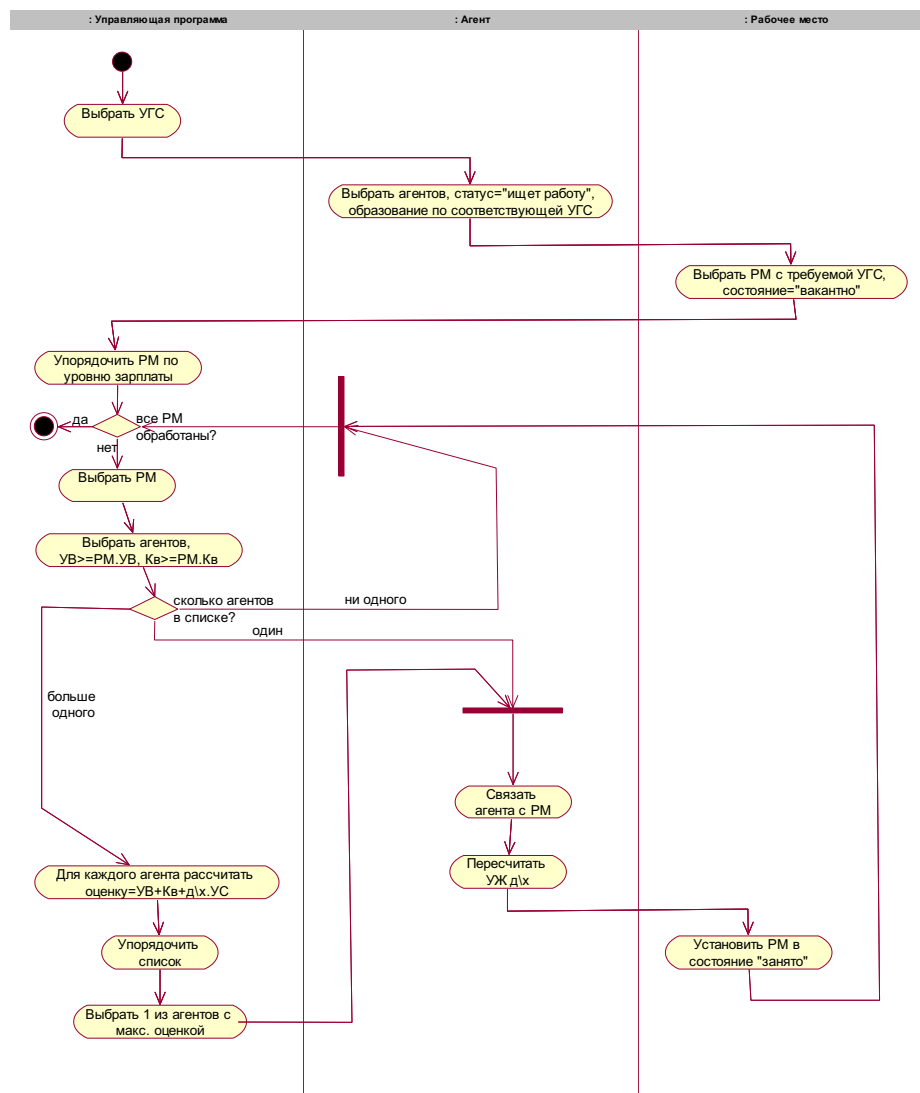 : Управляющая программа
: Агент
: Рабочее место
Выбрать УГС
Выбрать агентов, статус="ищет работу",
образование по соответствующей УГС
Выбрать РМ с требуемой УГС,
состояние="вакантно"
Упорядочить РМ по
уровню зарплаты
да
все РМ
обработаны?
нет
Выбрать РМ
Выбрать агентов,
УВ>=РМ.УВ, Кв>=РМ.Кв
сколько агентов
в списке?
ни одного
один
больше
одного
Связать
агента с РМ
Пересчитать
УЖ д\х
Для каждого агента рассчитать
оценку=УВ+Кв+д\х.УС
Упорядочить
список
Установить РМ в
состояние "занято"
Выбрать 1 из агентов с
макс. оценкой